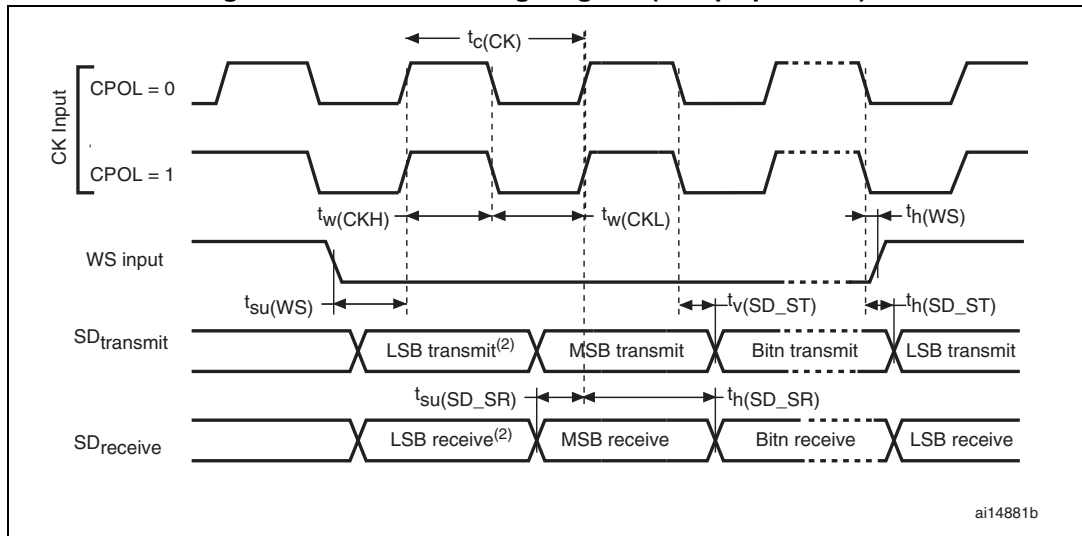 tc(CK)
CK Input
CPOL = 0
CPOL = 1
tw(CKH)
tw(CKL)
th(WS)
WS input
tsu(WS)
tv(SD_ST)
th(SD_ST)
SDtransmit
LSB transmit(2)
MSB transmit
Bitn transmit
LSB transmit
tsu(SD_SR)
th(SD_SR)
SDreceive
LSB receive(2)
MSB receive
Bitn receive
LSB receive
ai14881b